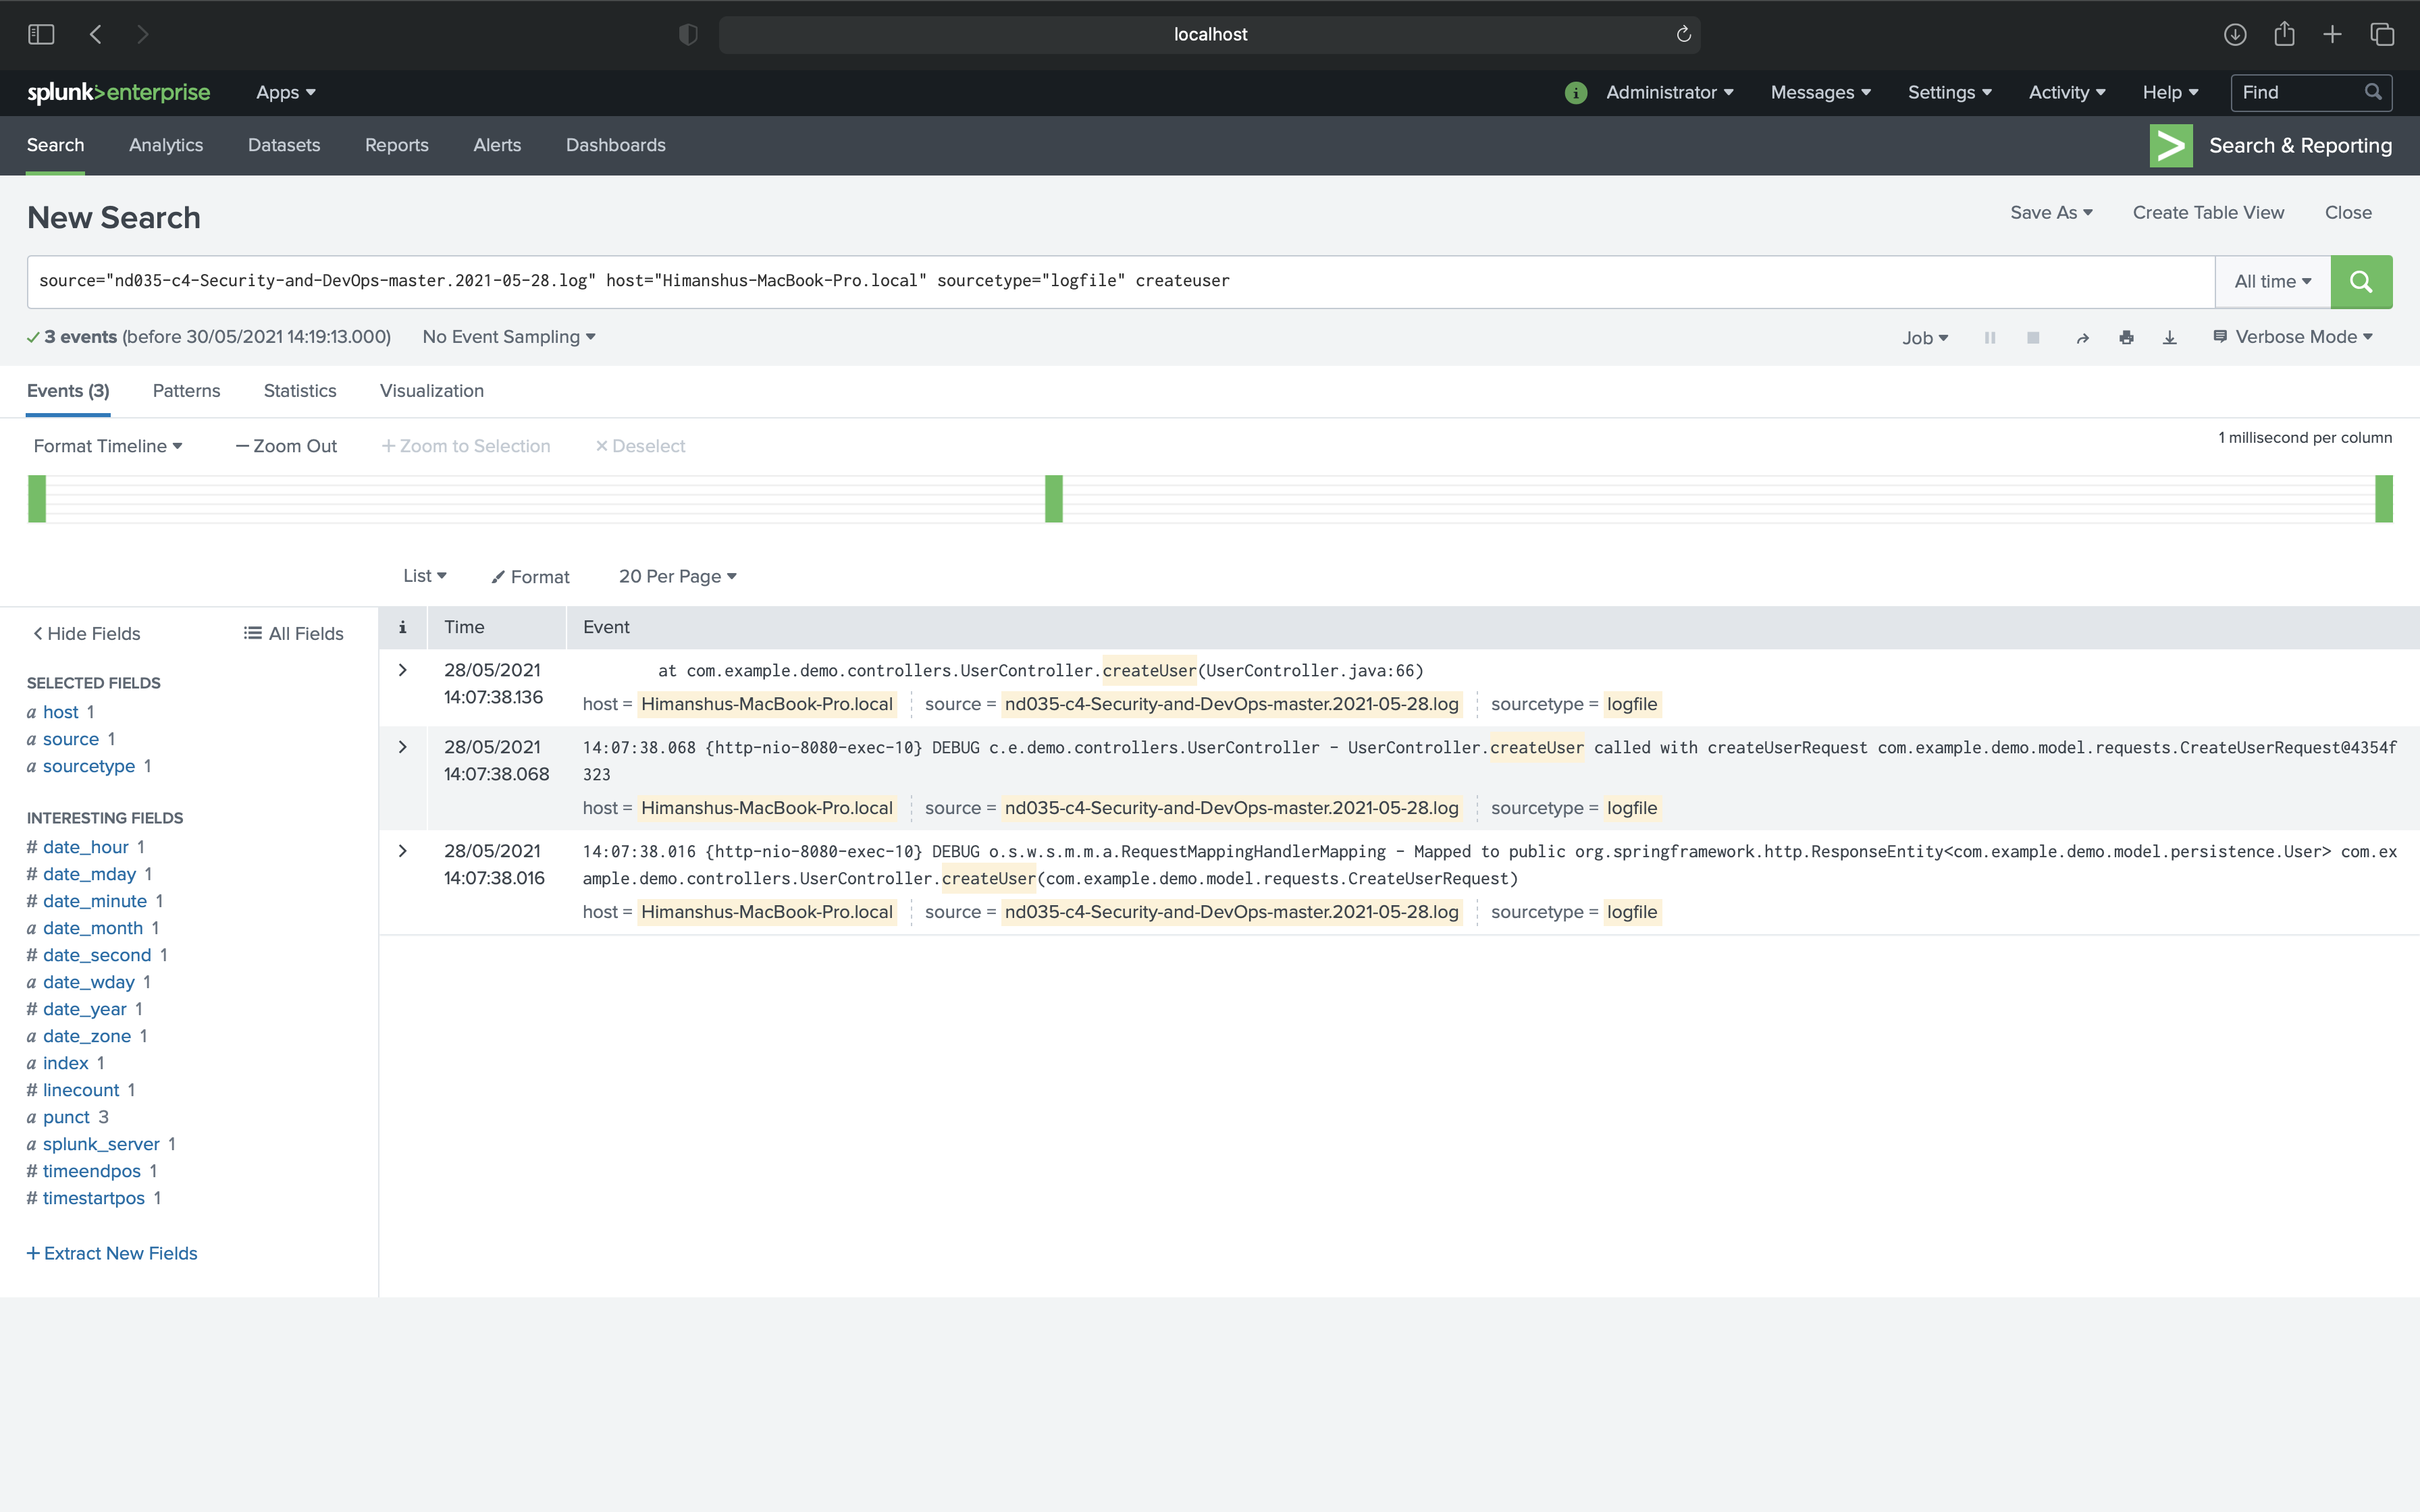 localhost
splunk>enterprise Apps Administrator Messages Settings Activity Help Find
Search Analytics Datasets Reports Alerts Dashboards Search & Reporting
New Search Save As Create Table View Close
source="nd035-c4-Security-and-DevOps-master.2021-05-28.log" host="Himanshus-MacBook-Pro.local" sourcetype="logfile" createuser All time
3 events (before 30/05/2021 14:19:13.000) No Event Sampling Job Verbose Mode
Events (3) Patterns Statistics Visualization
Format Timeline — Zoom Out + Zoom to Selection × Deselect 1 millisecond per column
List Format 20 Per Page
Hide Fields All Fields
SELECTED FIELDS
a host 1
a source 1
a sourcetype 1
INTERESTING FIELDS
# date_hour 1
# date_mday 1
# date_minute 1
a date_month 1
# date_second 1
a date_wday 1
# date_year 1
a date_zone 1
a index 1
# linecount 1
a punct 3
a splunk_server 1
# timeendpos 1
# timestartpos 1
+ Extract New Fields
i Time Event
28/05/2021 at com.example.demo.controllers.UserController.createUser(UserController.java:66)
14:07:38.136 host = Himanshus-MacBook-Pro.local source = nd035-c4-Security-and-DevOps-master.2021-05-28.log sourcetype = logfile
28/05/2021 14:07:38.068 {http-nio-8080-exec-10} DEBUG c.e.demo.controllers.UserController - UserController.createUser called with createUserRequest com.example.demo.model.requests.CreateUserRequest@4354f
14:07:38.068 323
host = Himanshus-MacBook-Pro.local source = nd035-c4-Security-and-DevOps-master.2021-05-28.log sourcetype = logfile
28/05/2021 14:07:38.016 {http-nio-8080-exec-10} DEBUG o.s.w.s.m.m.a.RequestMappingHandlerMapping - Mapped to public org.springframework.http.ResponseEntity<com.example.demo.model.persistence.User> com.ex
14:07:38.016 ample.demo.controllers.UserController.createUser(com.example.demo.model.requests.CreateUserRequest)
host = Himanshus-MacBook-Pro.local source = nd035-c4-Security-and-DevOps-master.2021-05-28.log sourcetype = logfile